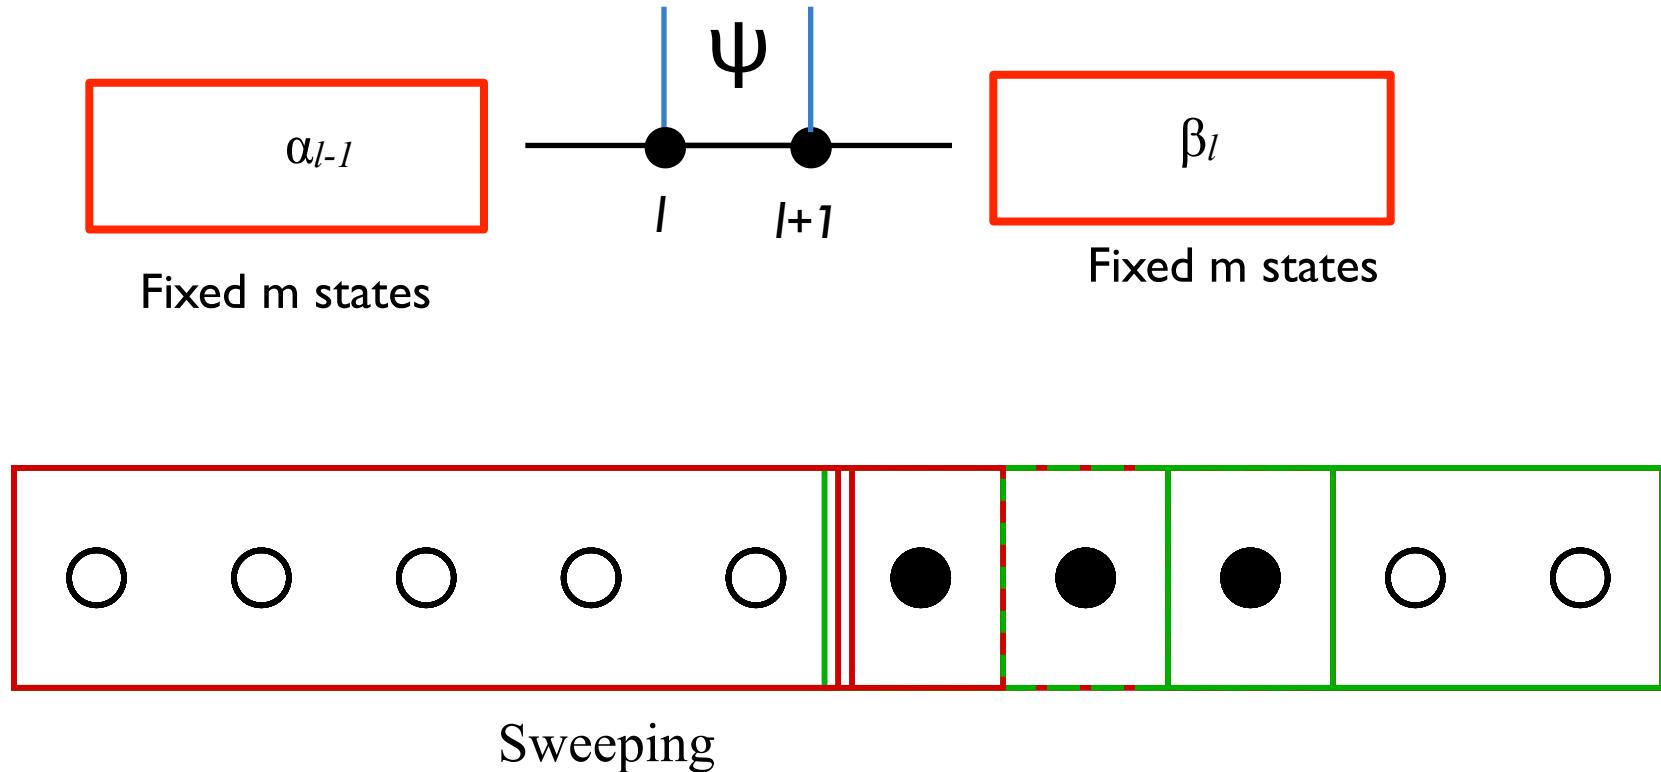 ψ
αl-1
βl
l
l+1
Fixed m states
Fixed m states
Sweeping